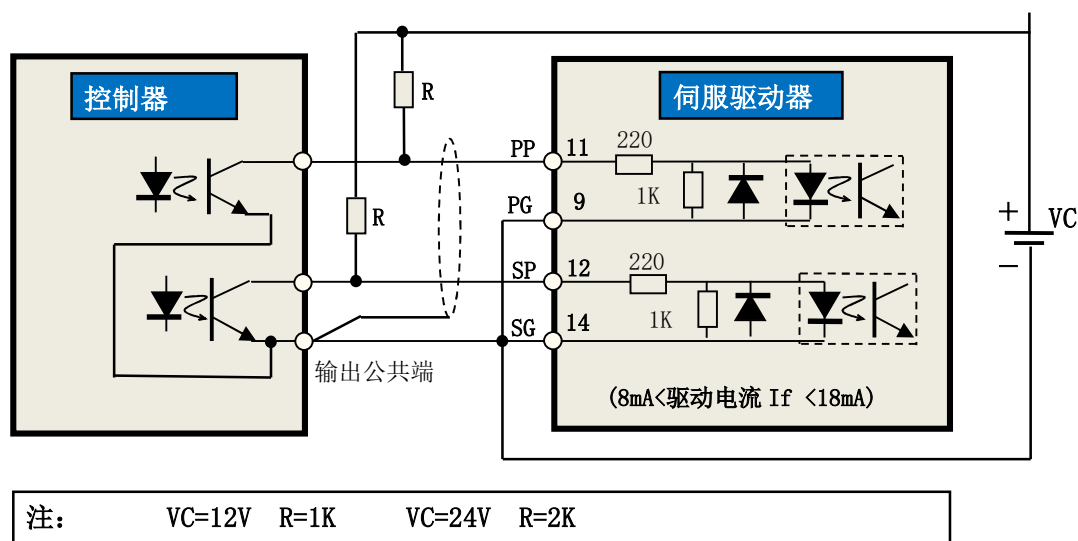 控制器
伺服驱动器
R
R
PP
11
220
1K
PG
9
SP
12
220
1K
SG
14
输出公共端
+
VC
−
(8mA<驱动电流 If <18mA)
注: VC=12V R=1K VC=24V R=2K